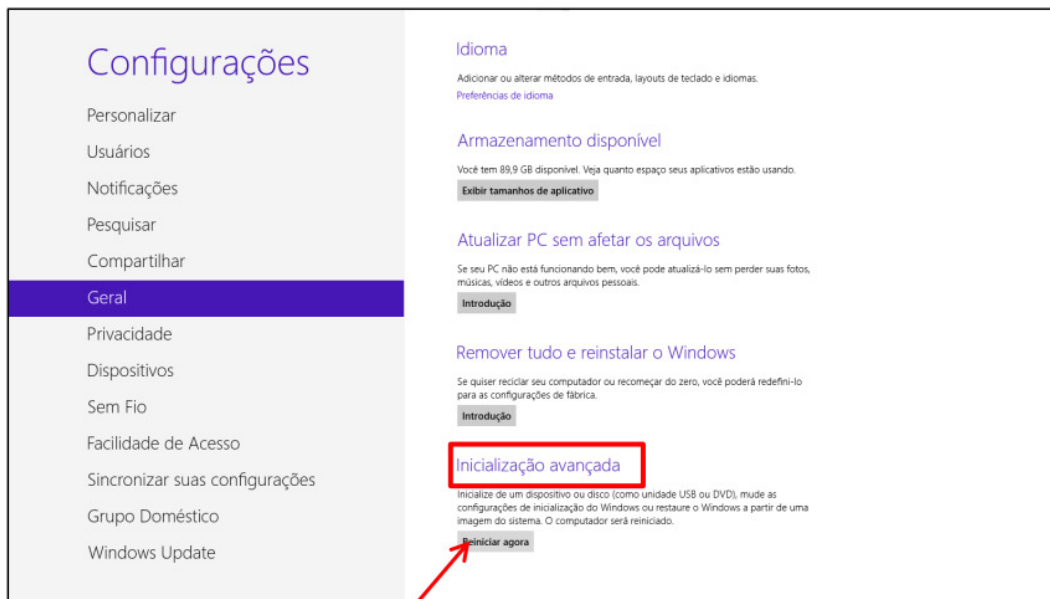 Configurações
Personalizar
Usuários
Notificações
Pesquisar
Compartilhar
Geral
Privacidade
Dispositivos
Sem Fio
Facilidade de Acesso
Sincronizar suas configurações
Grupo Doméstico
Windows Update
Idioma
Adicionar ou alterar métodos de entrada, layouts de teclado e idiomas.
Preferências de idioma
Armazenamento disponível
Você tem 89,9 GB disponível. Veja quanto espaço seus aplicativos estão usando.
Exibir tamanhos de aplicativo
Atualizar PC sem afetar os arquivos
Se seu PC não está funcionando bem, você pode atualizá-lo sem perder suas fotos,
músicas, vídeos e outros arquivos pessoais.
Introdução
Remover tudo e reinstalar o Windows
Se quiser reciclar seu computador ou recomeçar do zero, você poderá redefini-lo
para as configurações de fábrica.
Introdução
Inicialização avançada
Inicialize de um dispositivo ou disco (como unidade USB ou DVD), mude as
configurações de inicialização do Windows ou restaure o Windows a partir de uma
imagem do sistema. O computador será reiniciado.
Reiniciar agora